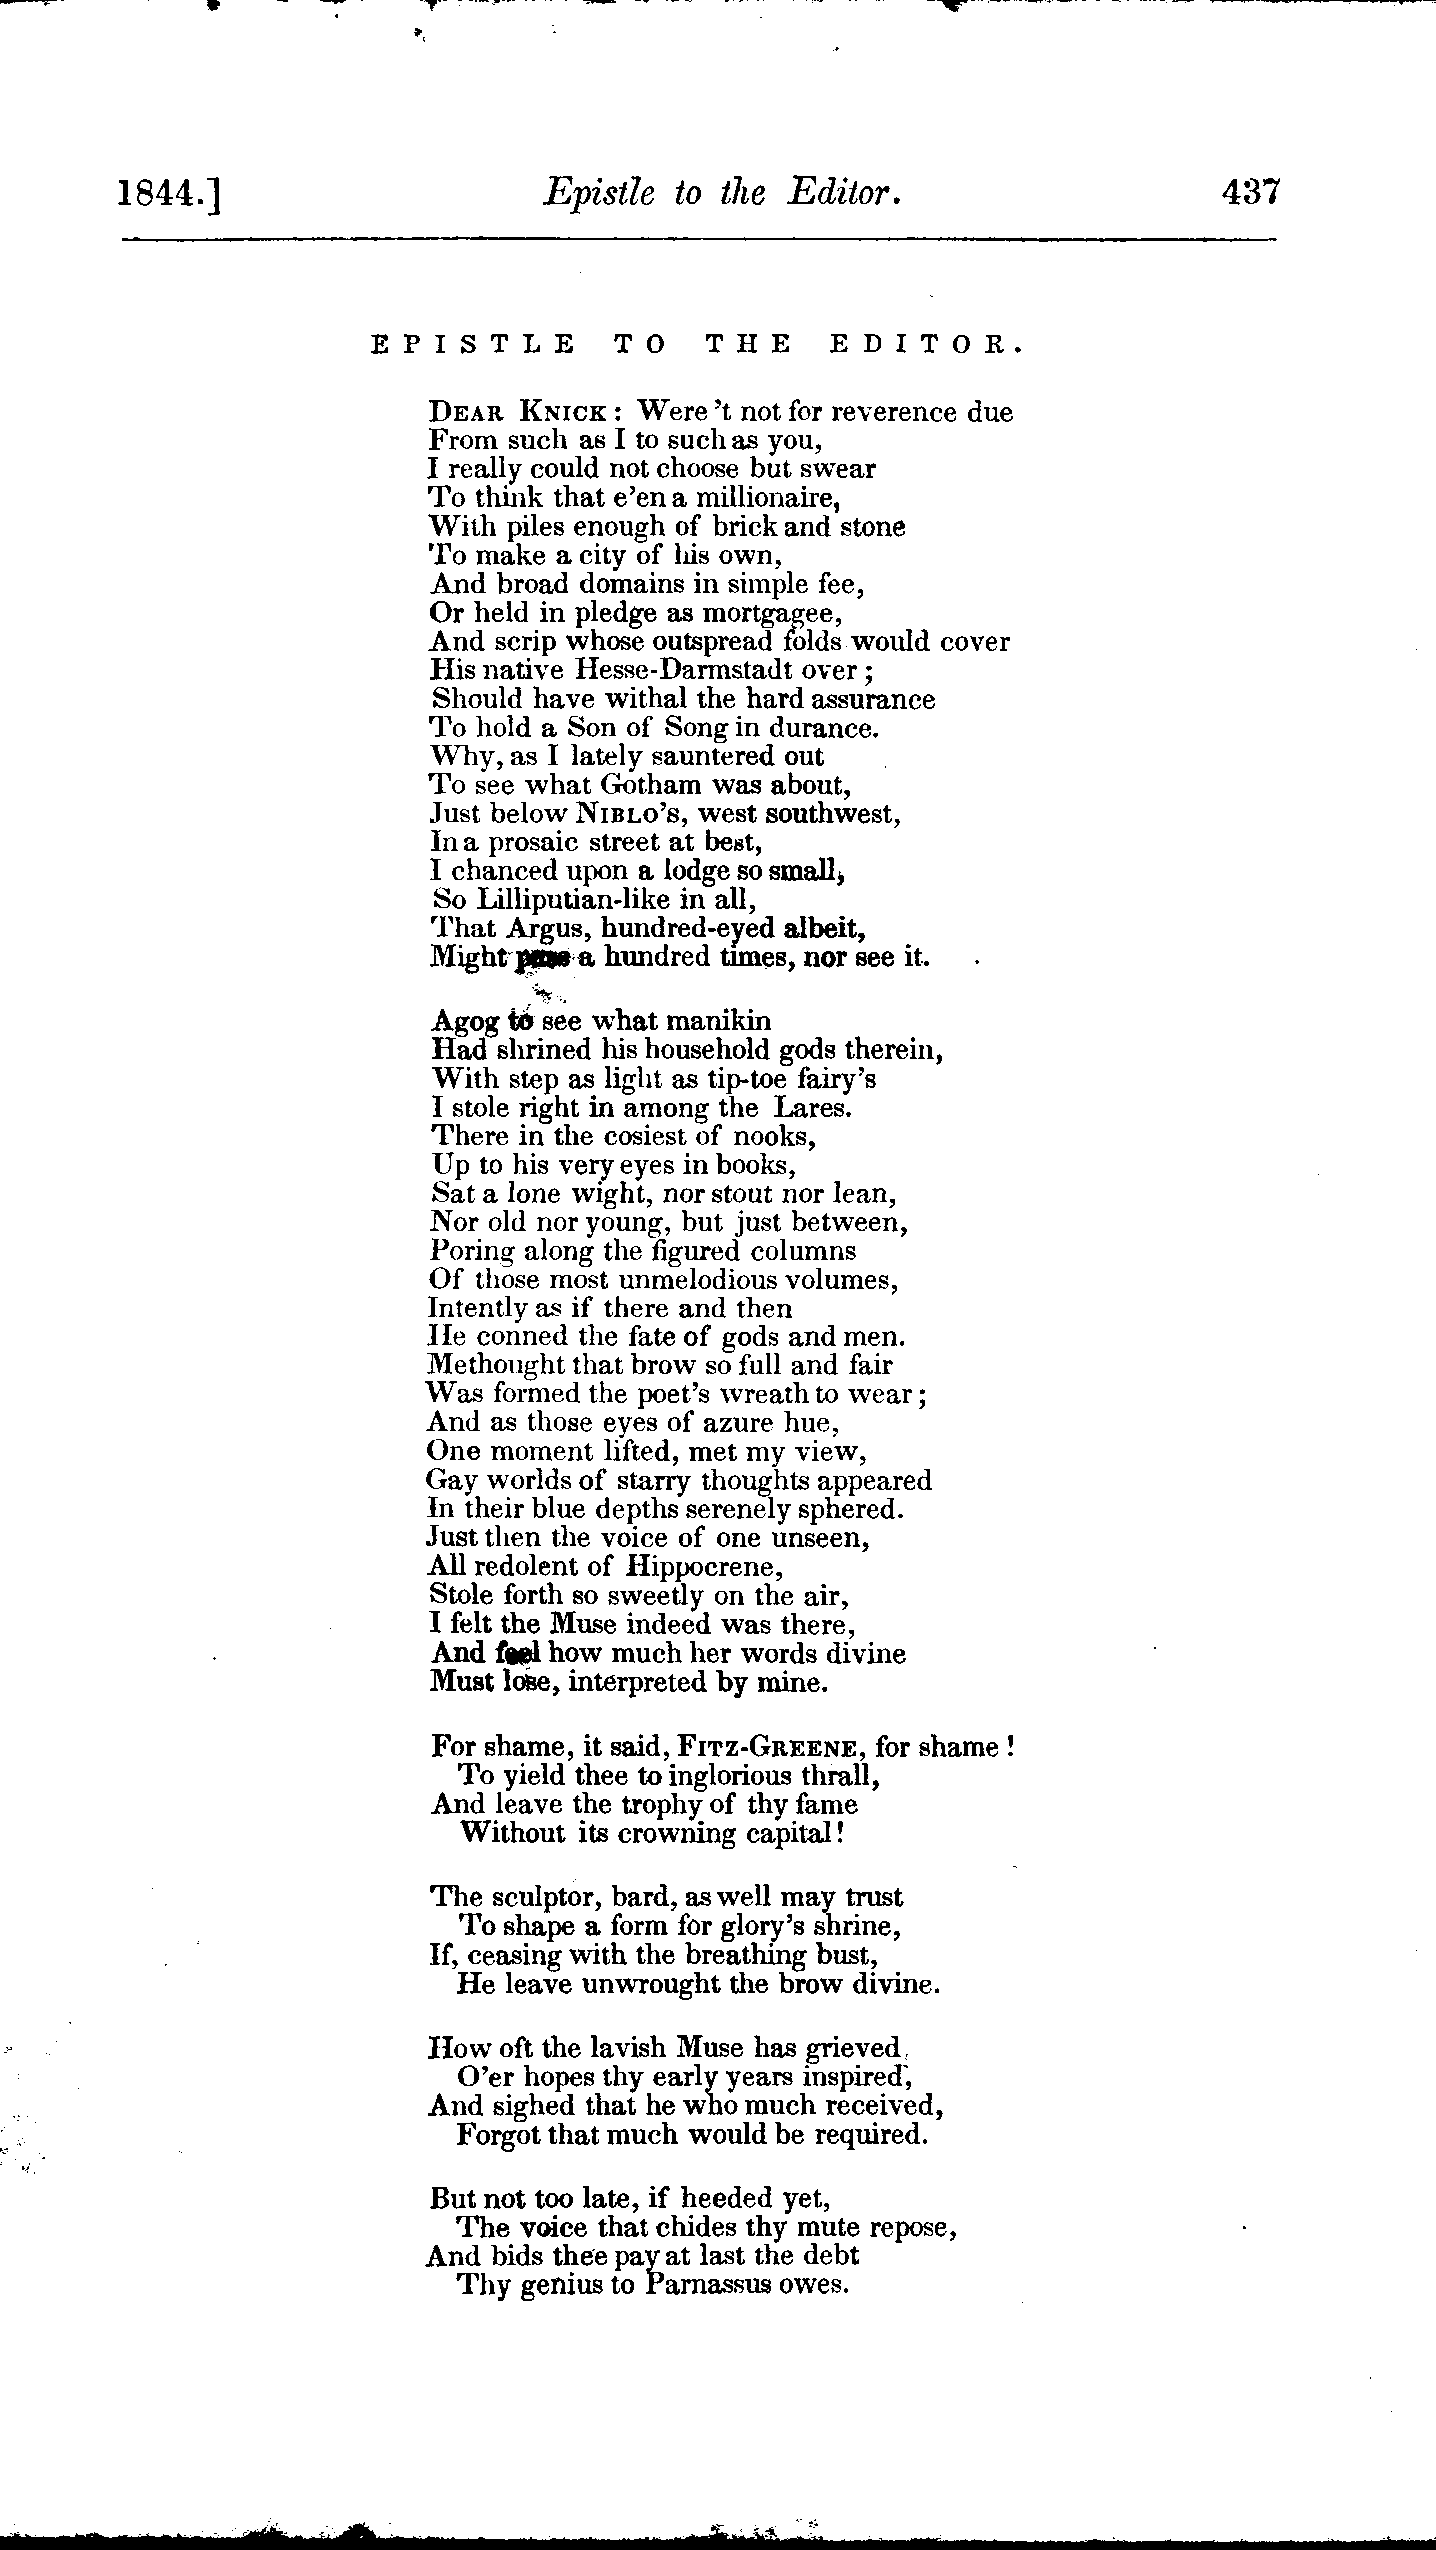 1844.] Epistle to the Editor. 437
EPISTLE TO THE EDITOR.
DEAR KNICK: Were 't not for reverence due
From such as I to such as you,
I really could not choose but swear
To think that e'en a millionaire,
With piles enough of brick and stone
To make a city of his own,
And broad domains in simple fee,
Or held in pledge as mortgagee,
And scrip whose outspread folds would cover
His native Hesse-Darmstadt over;
Should have withal the hard assurance
To hold a Son of Song in durance.
Why, as I lately sauntered out
To see what Gotham was about,
Just below NIBLO'S, west southwest,
In a prosaic street at best,
I chanced upon a lodge so small,
So Lilliputian-like in all,
That Argus, hundred-eyed albeit,
Might pass a hundred times, nor see it.
Agog to see what manikin
Had shrined his household gods therein,
With step as light as tip-toe fairy's
I stole right in among the Lares.
There in the cosiest of nooks,
Up to his very eyes in books,
Sat a lone wight, nor stout nor lean,
Nor old nor young, but just between,
Poring along the figured columns
Of those most unmelodious volumes,
Intently as if there and then
He conned the fate of gods and men.
Methought that brow so full and fair
Was formed the poet's wreath to wear;
And as those eyes of azure hue,
One moment lifted, met my view,
Gay worlds of starry thoughts appeared
In their blue depths serenely sphered.
Just then the voice of one unseen,
All redolent of Hippocrene,
Stole forth so sweetly on the air,
I felt the Muse indeed was there,
And feel how much her words divine
Must lose, interpreted by mine.
For shame, it said, FITZ-GREENE, for shame!
To yield thee to inglorious thrall,
And leave the trophy of thy fame
Without its crowning capital!
The sculptor, bard, as well may trust
To shape a form for glory's shrine,
If, ceasing with the breathing bust,
He leave unwrought the brow divine.
How oft the lavish Muse has grieved,
O'er hopes thy early years inspired,
And sighed that he who much received,
Forgot that much would be required.
But not too late, if heeded yet,
The voice that chides thy mute repose,
And bids thee pay at last the debt
Thy genius to Parnassus owes.